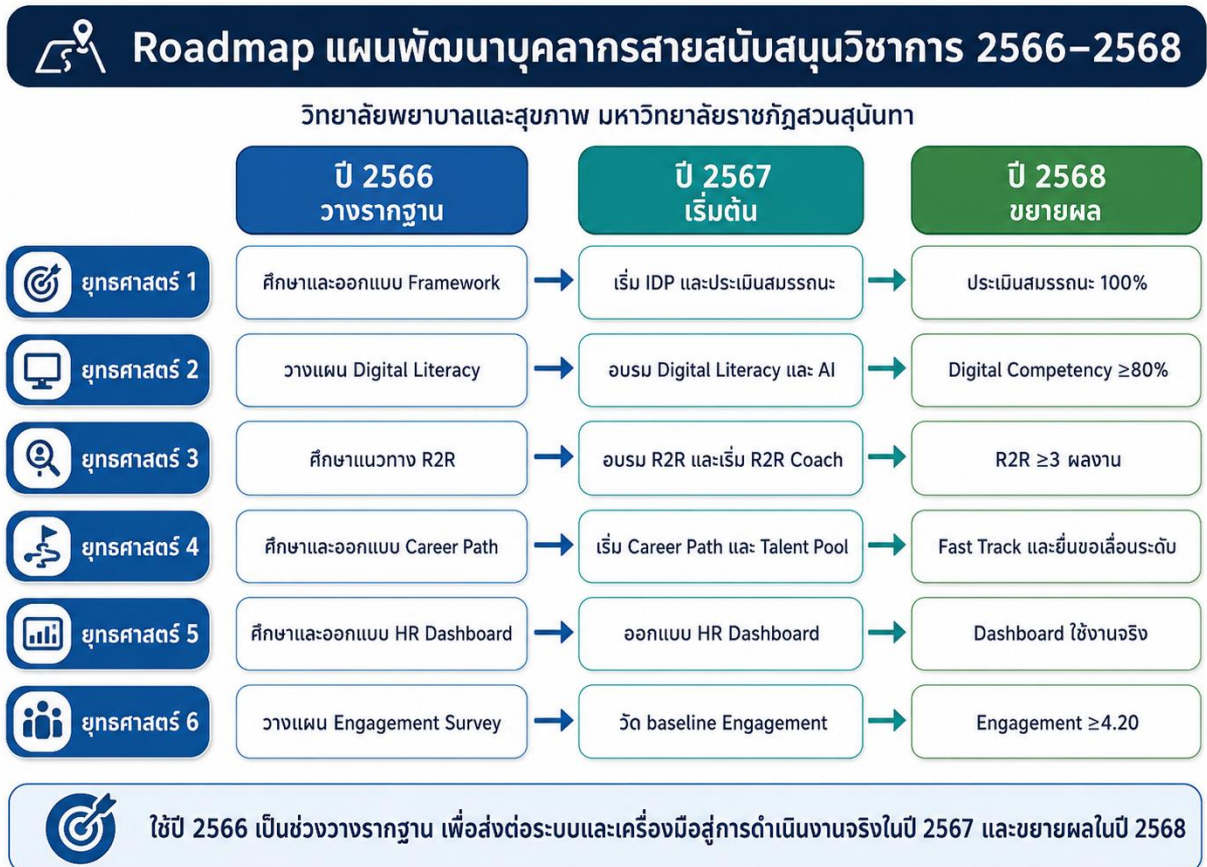 Roadmap แผนพัฒนาบุคลากรสายสนับสนุนวิชาการ 2566–2568
วิทยาลัยพยาบาลและสุขภาพ มหาวิทยาลัยราชภัฏสวนสุนันทา
ปี 2566
วางรากฐาน
ปี 2567
เริ่มต้น
ปี 2568
ขยายผล
ยุทธศาสตร์ 1
ศึกษาและออกแบบ Framework
เริ่ม IDP และประเมินสมรรถนะ
ประเมินสมรรถนะ 100%
ยุทธศาสตร์ 2
วางแผน Digital Literacy
อบรม Digital Literacy และ AI
Digital Competency ≥80%
ยุทธศาสตร์ 3
ศึกษาแนวทาง R2R
อบรม R2R และเริ่ม R2R Coach
R2R ≥3 ผลงาน
ยุทธศาสตร์ 4
ศึกษาและออกแบบ Career Path
เริ่ม Career Path และ Talent Pool
Fast Track และยื่นขอเลื่อนระดับ
ยุทธศาสตร์ 5
ศึกษาและออกแบบ HR Dashboard
ออกแบบ HR Dashboard
Dashboard ใช้งานจริง
ยุทธศาสตร์ 6
วางแผน Engagement Survey
วัด baseline Engagement
Engagement ≥4.20
ใช้ปี 2566 เป็นช่วงวางรากฐาน เพื่อส่งต่อระบบและเครื่องมือสู่การดำเนินงานจริงในปี 2567 และขยายผลในปี 2568